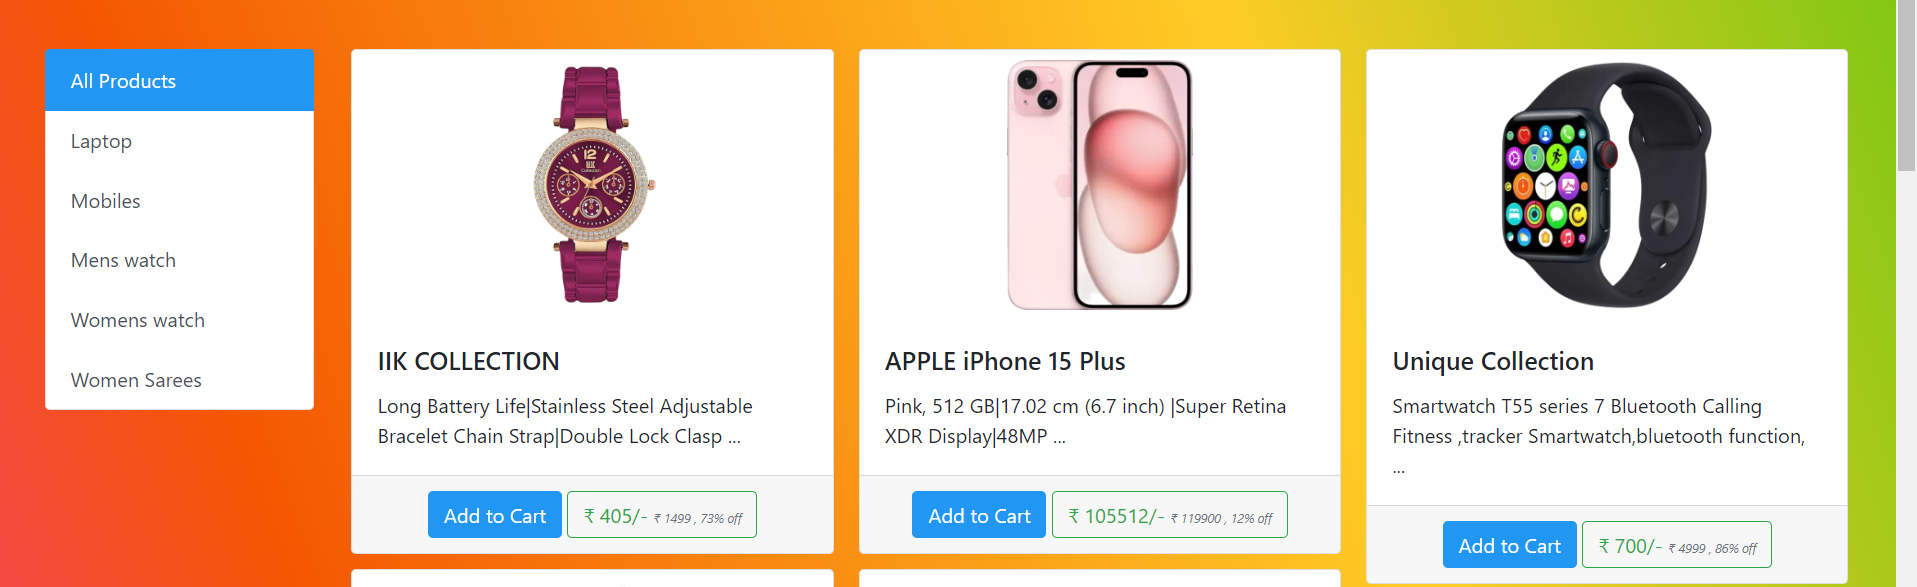 All Products
Laptop
Mobiles
Mens watch
Womens watch
Women Sarees
12
IIK
Collection
IIK COLLECTION
Long Battery Life|Stainless Steel Adjustable
Bracelet Chain Strap|Double Lock Clasp ...
Add to Cart
₹ 405/- ₹ 1499 , 73% off
APPLE iPhone 15 Plus
Pink, 512 GB|17.02 cm (6.7 inch) |Super Retina
XDR Display|48MP ...
Add to Cart
₹ 105512/- ₹ 119900 , 12% off
Unique Collection
Smartwatch T55 series 7 Bluetooth Calling
Fitness ,tracker Smartwatch,bluetooth function,
...
Add to Cart
₹ 700/- ₹ 4999 , 86% off